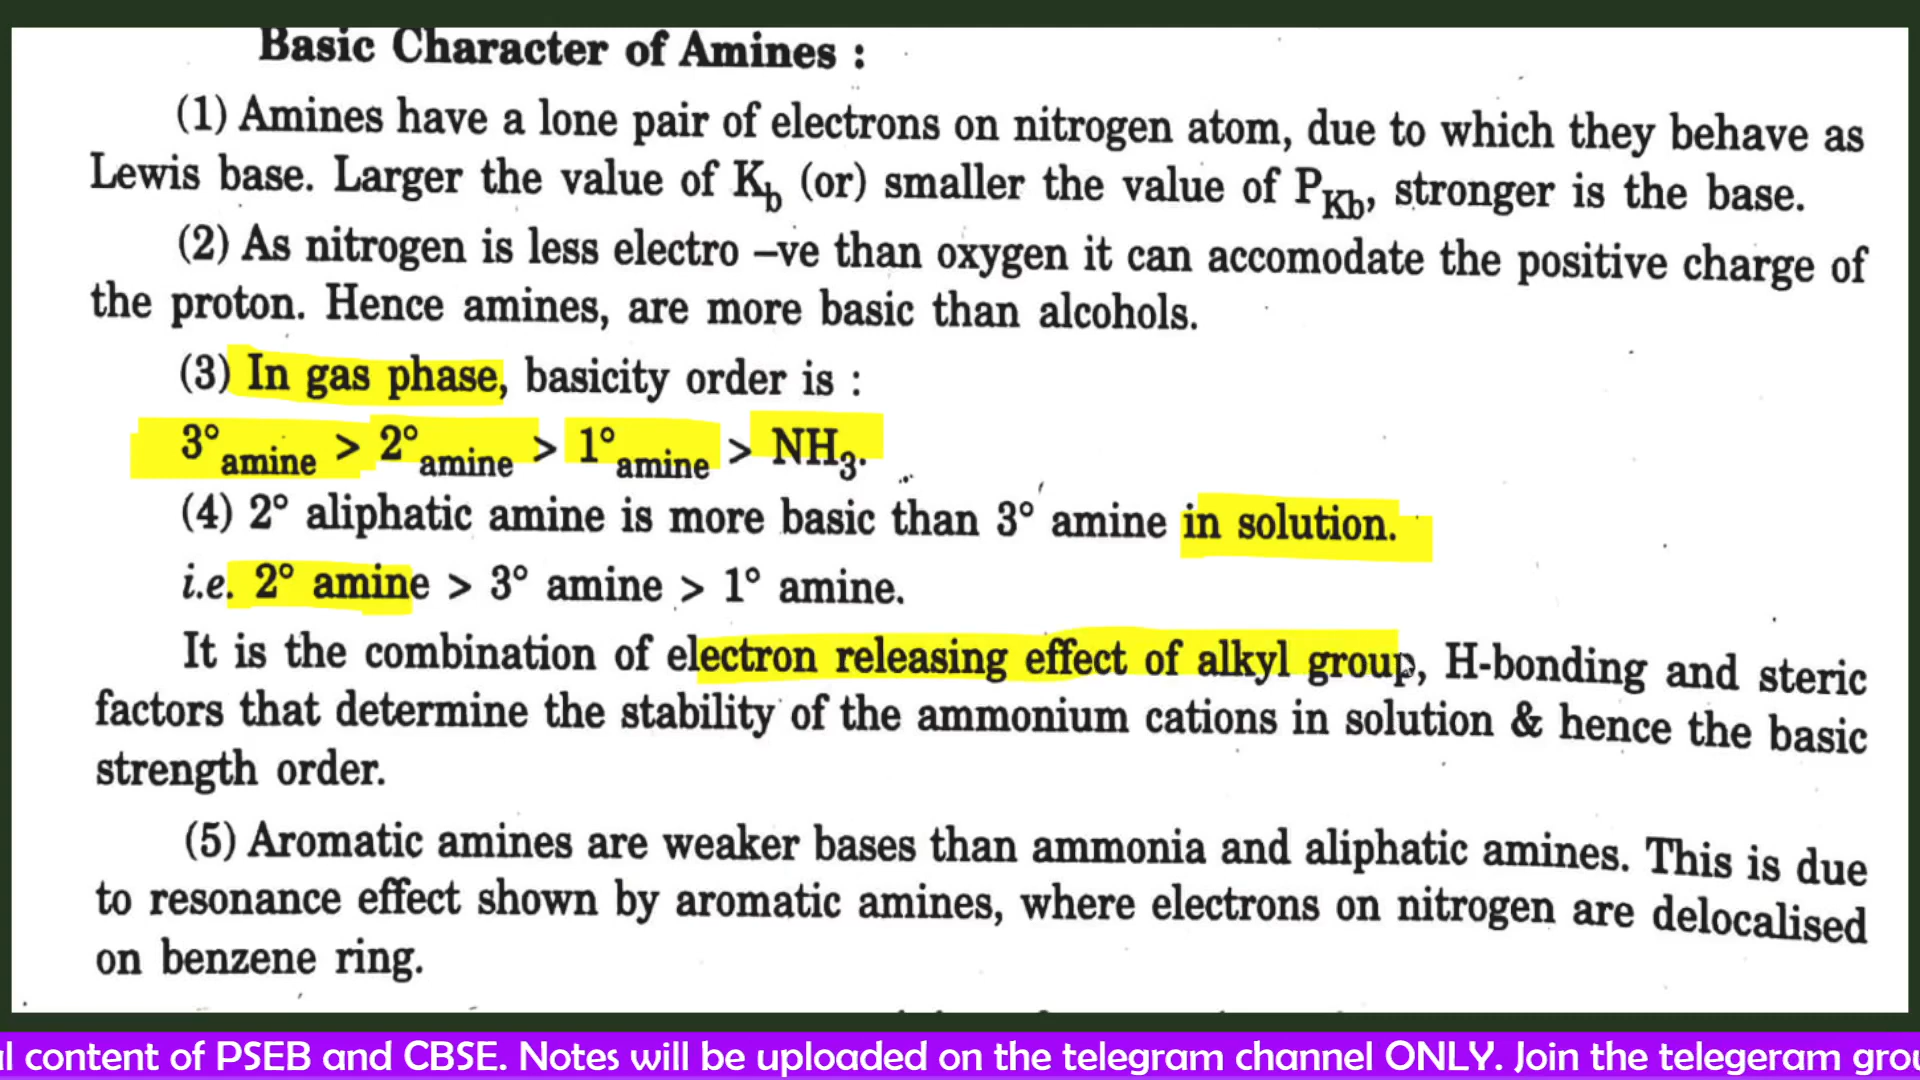 Basic Character of Amines :
(1) Amines have a lone pair of electrons on nitrogen atom, due to which they behave as
Lewis base. Larger the value of Kb (or) smaller the value of PKb, stronger is the base.
(2) As nitrogen is less electro –ve than oxygen it can accomodate the positive charge of
the proton. Hence amines, are more basic than alcohols.
(3) In gas phase, basicity order is :
3° amine > 2° amine > 1° amine > NH3.
(4) 2° aliphatic amine is more basic than 3° amine in solution.
i.e. 2° amine > 3° amine > 1° amine.
It is the combination of electron releasing effect of alkyl group, H-bonding and steric
factors that determine the stability of the ammonium cations in solution & hence the basic
strength order.
(5) Aromatic amines are weaker bases than ammonia and aliphatic amines. This is due
to resonance effect shown by aromatic amines, where electrons on nitrogen are delocalised
on benzene ring.
l content of PSEB and CBSE. Notes will be uploaded on the telegram channel ONLY. Join the telegeram grou